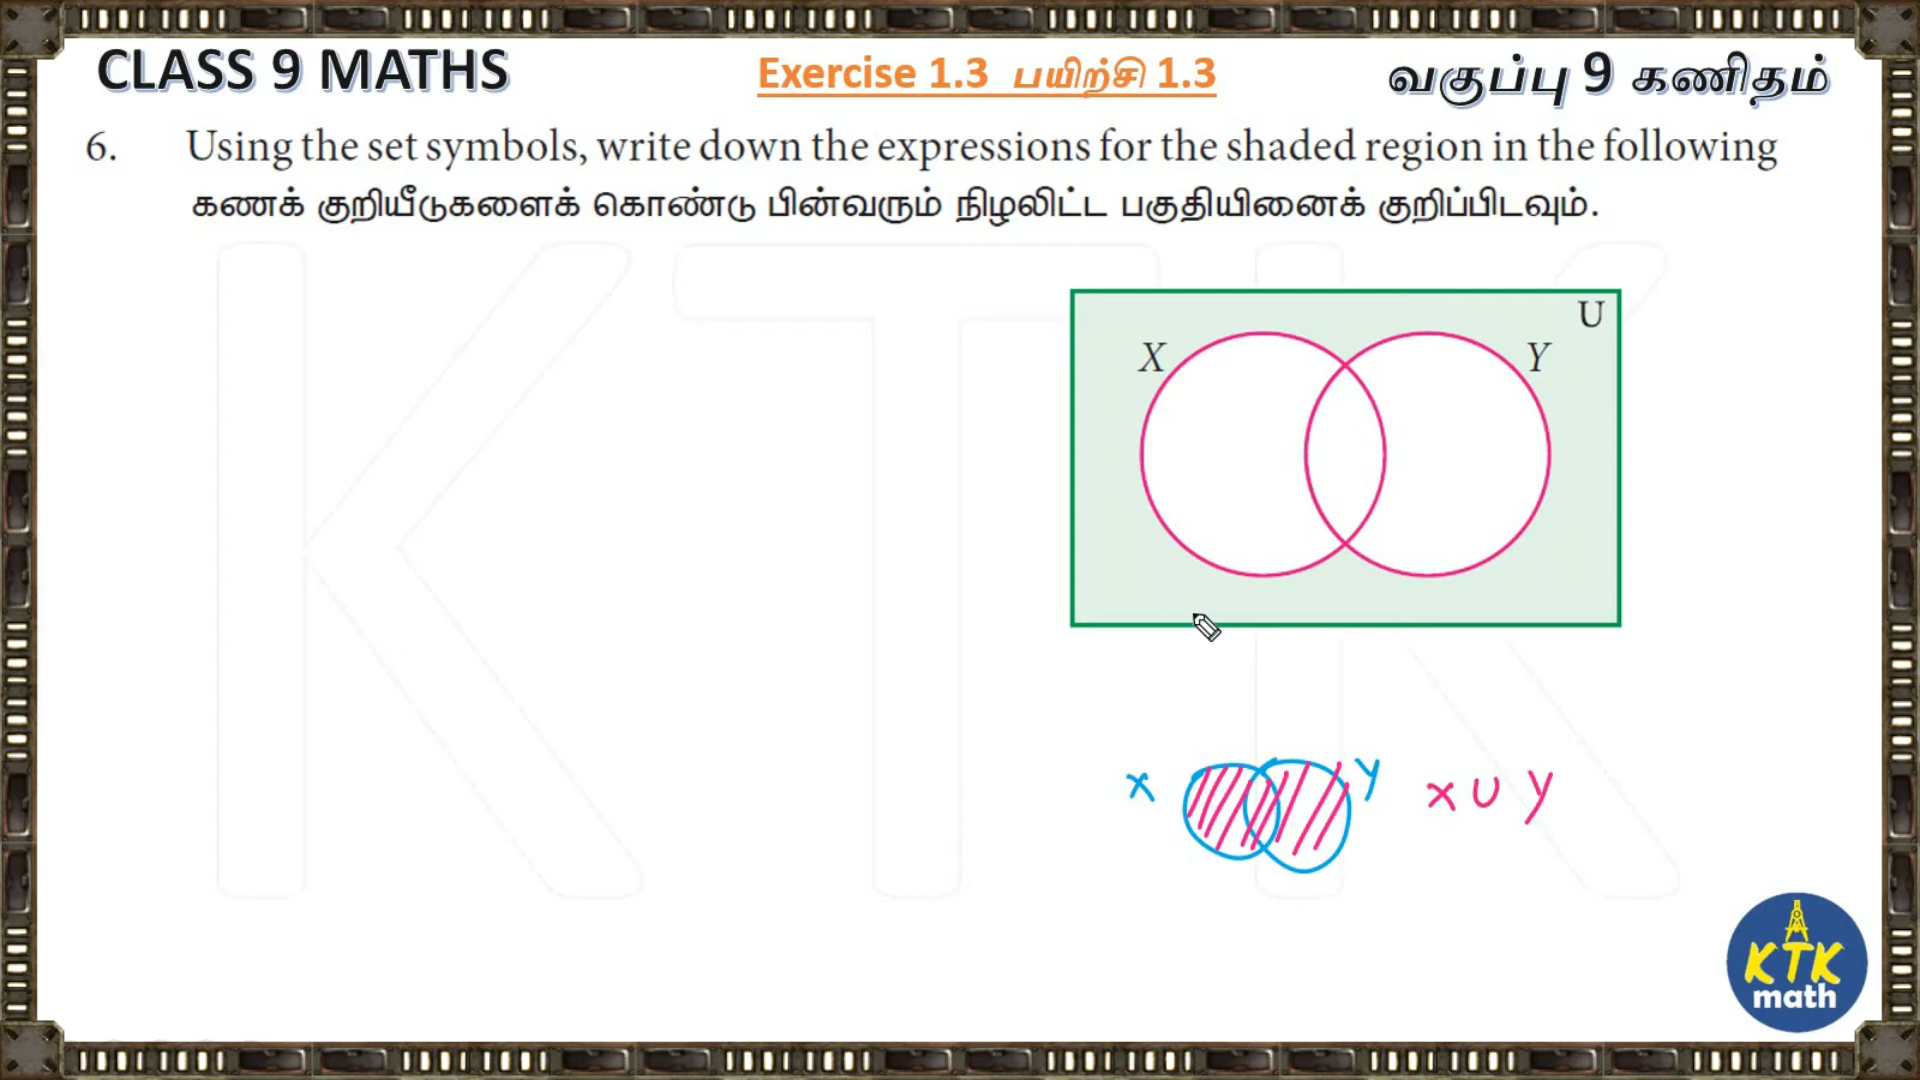 CLASS 9 MATHS
Exercise 1.3 பயிற்சி 1.3
வகுப்பு 9 கணிதம்
6. Using the set symbols, write down the expressions for the shaded region in the following
கணக் குறியீடுகளைக் கொண்டு பின்வரும் நிழலிட்ட பகுதியினைக் குறிப்பிடவும்.
U
X Y
x y x ∪ y
KTK
math
KTK